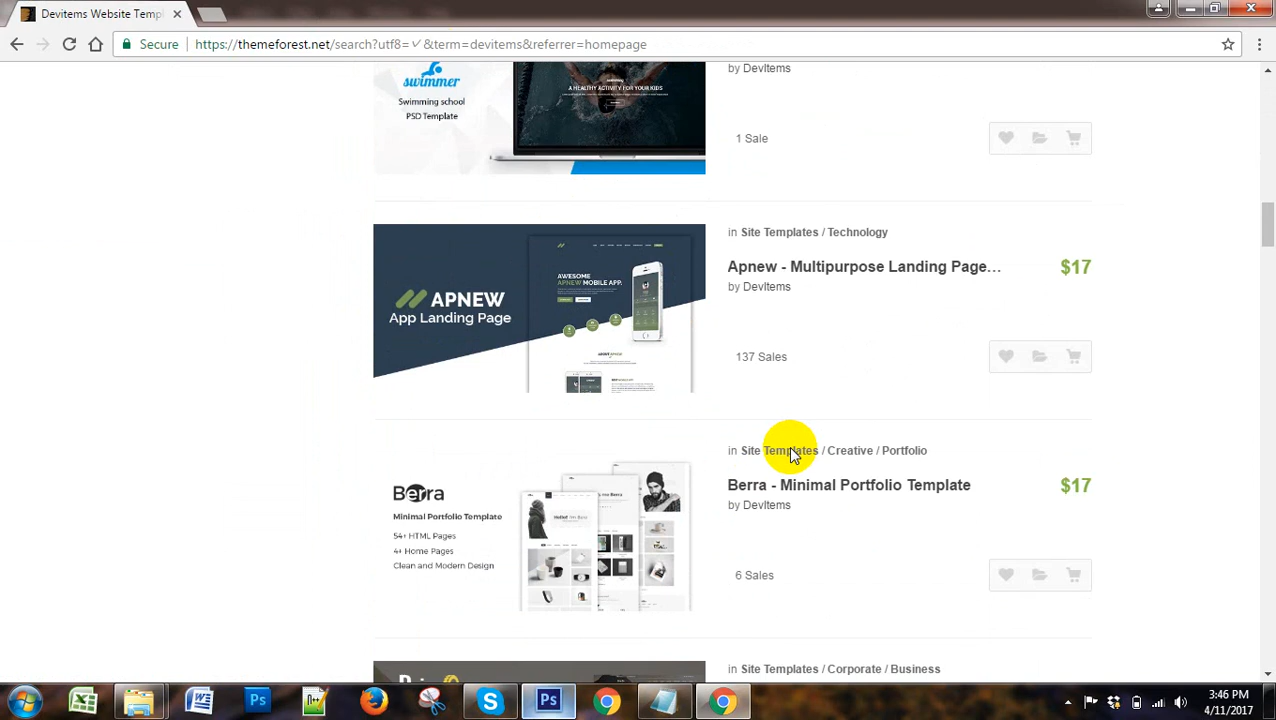 Devitems Website Templ
Secure
https://themeforest.net/search?utf8=✓&term=devitems&referrer=homepage
swimmer
Swimming school
PSD Template
A HEALTHY ACTIVITY FOR YOUR KIDS
by DevItems
1 Sale
APNEW
App Landing Page
AWESOME
APNEW MOBILE APP.
in Site Templates / Technology
Apnew - Multipurpose Landing Page…
$17
by DevItems
137 Sales
Berra
Minimal Portfolio Template
54+ HTML Pages
Home Pages
Clean and Modern Design
in Site Templates / Creative / Portfolio
Berra - Minimal Portfolio Template
$17
by DevItems
6 Sales
in Site Templates / Corporate / Business
3:46 PM
4/11/2017